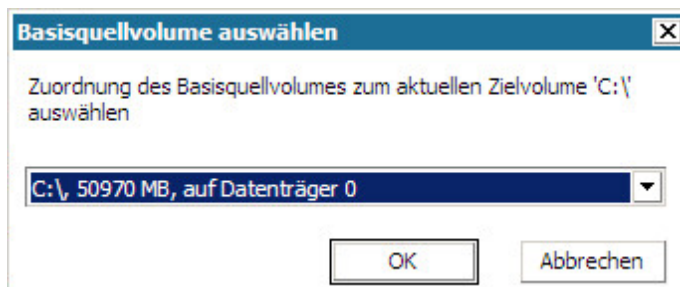 Basisquellvolume auswählen
Zuordnung des Basisquellvolumes zum aktuellen Zielvolume 'C:\'
auswählen
C:\, 50970 MB, auf Datenträger 0
OK
Abbrechen